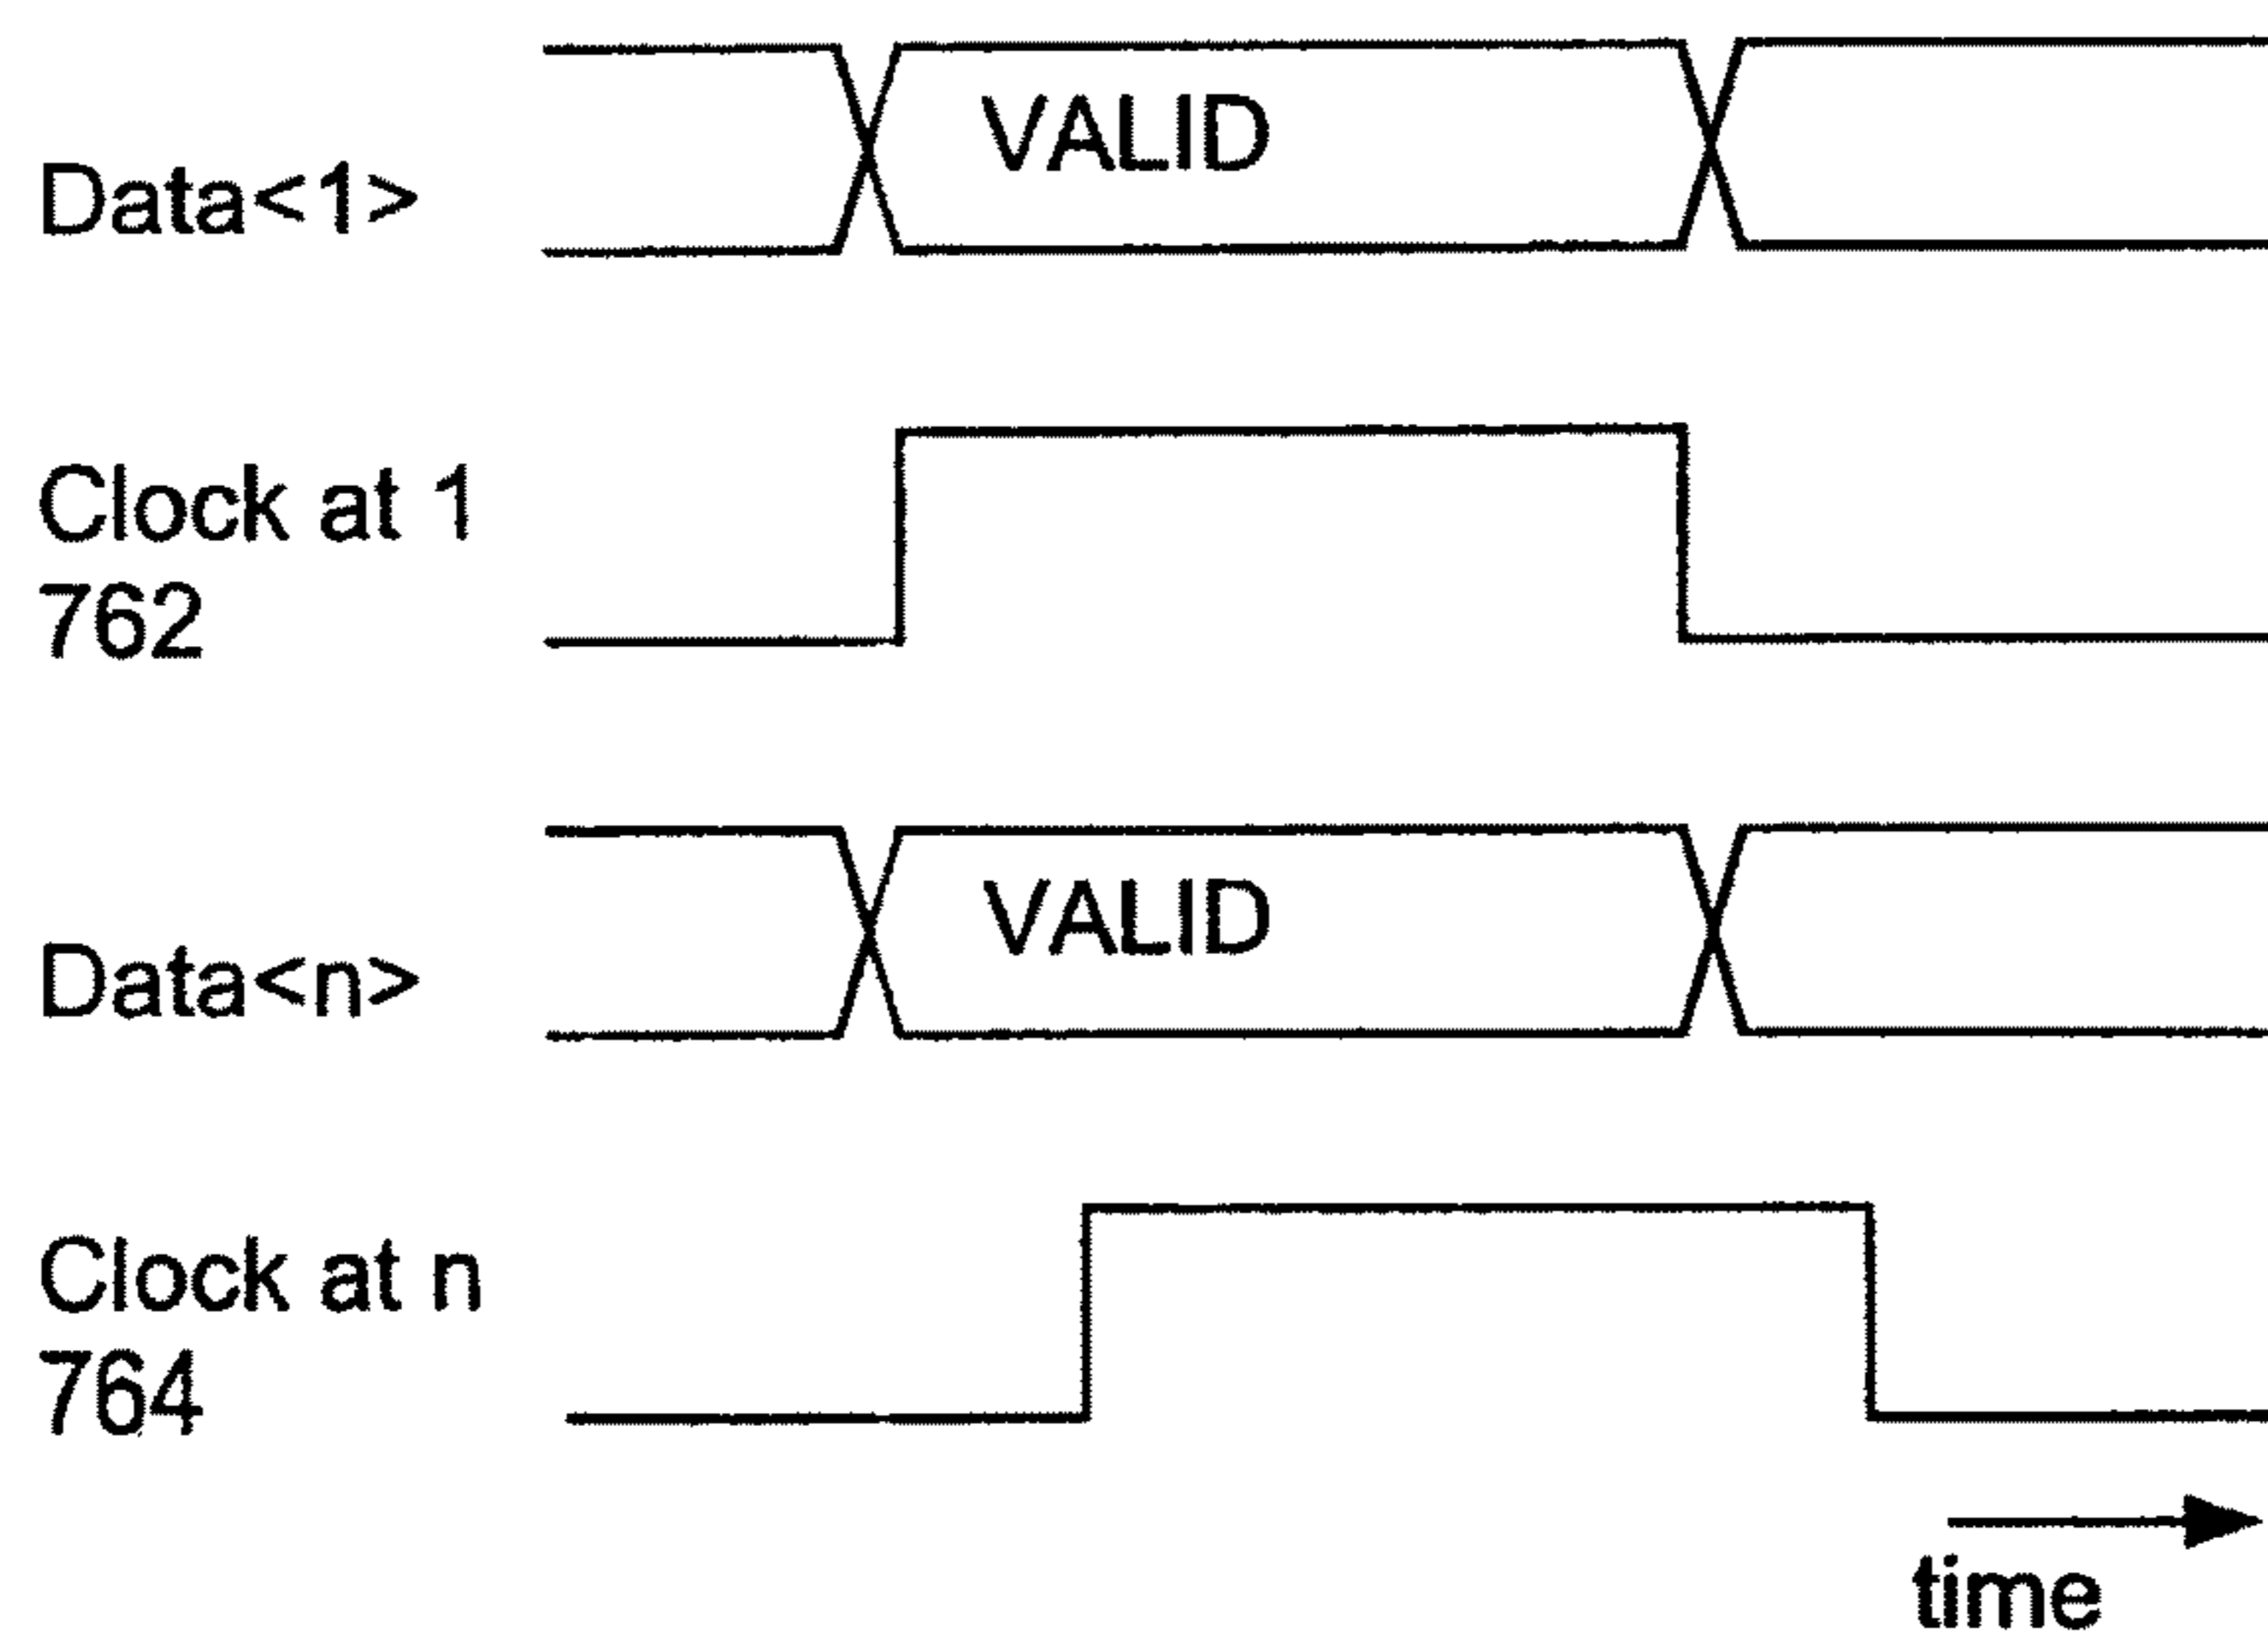 VALID
Data<1>
Clock at 1
762
VALID
Data<n>
Clock at n
764
time